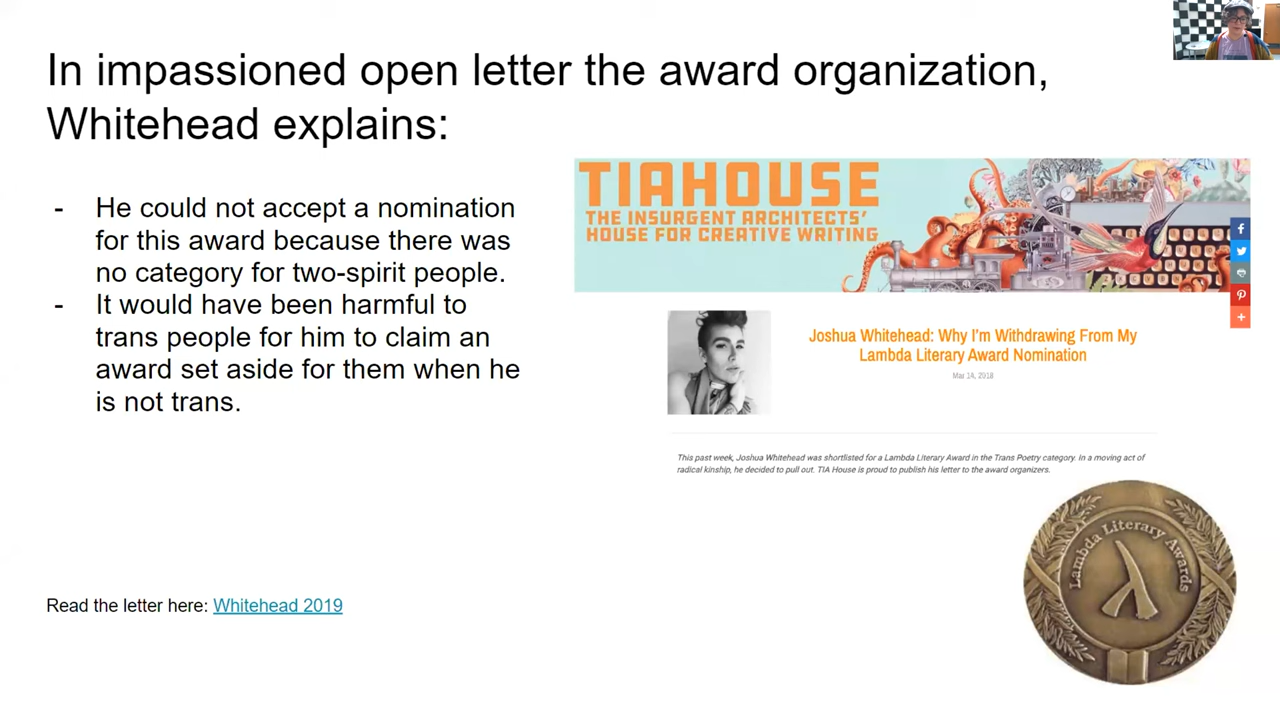 In impassioned open letter the award organization,
Whitehead explains:
- He could not accept a nomination
for this award because there was
no category for two-spirit people.
- It would have been harmful to
trans people for him to claim an
award set aside for them when he
is not trans.
Read the letter here: Whitehead 2019
TIAHOUSE
THE INSURGENT ARCHITECTS'
HOUSE FOR CREATIVE WRITING
Joshua Whitehead: Why I'm Withdrawing From My
Lambda Literary Award Nomination
Mar 14, 2018
This past week, Joshua Whitehead was shortlisted for a Lambda Literary Award in the Trans Poetry category. In a moving act of
radical kinship, he decided to pull out. TIA House is proud to publish his letter to the award organizers.
Lambda Literary Awards